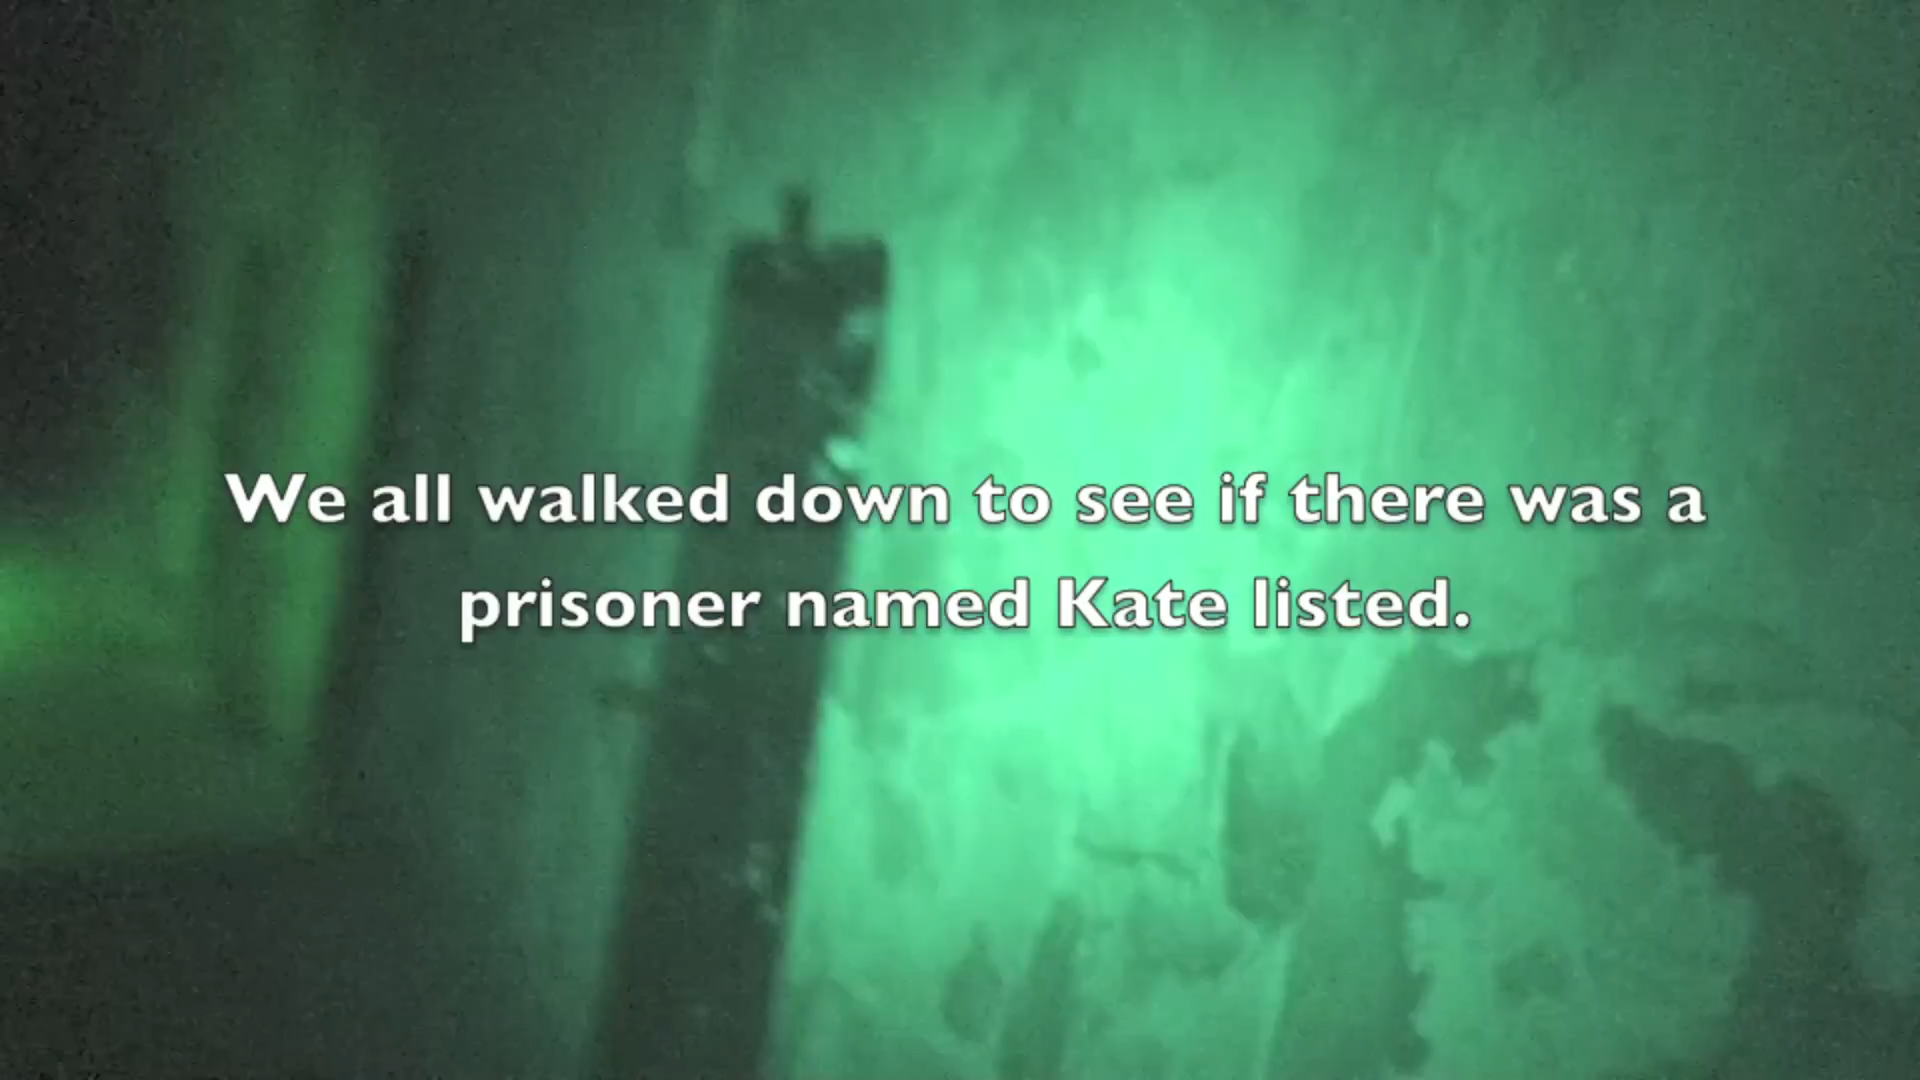 We all walked down to see if there was a
prisoner named Kate listed.